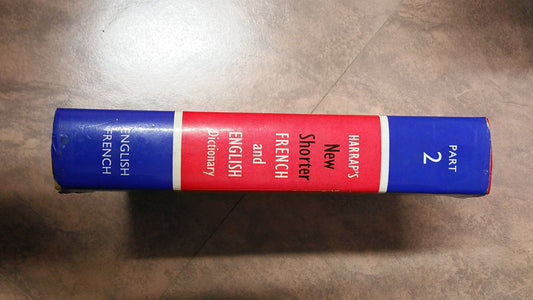 PART
2
HARRAP'S
New
Shorter
FRENCH
and
ENGLISH
Dictionary
ENGLISH
FRENCH